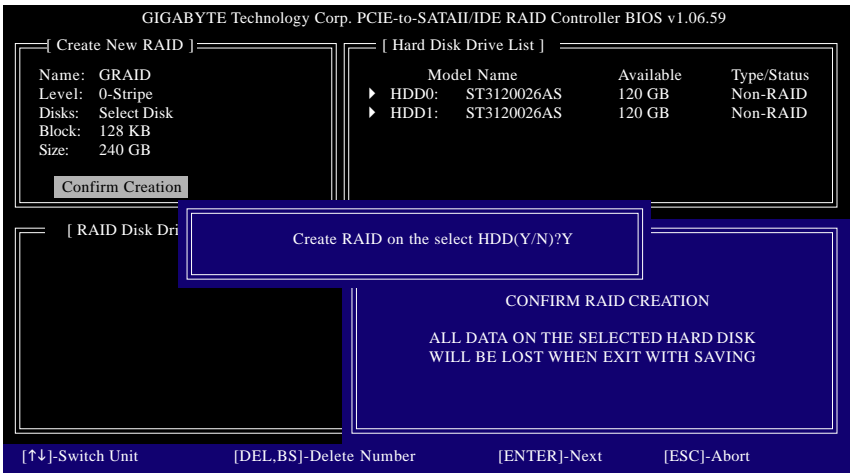 GIGABYTE Technology Corp. PCIE-to-SATAII/IDE RAID Controller BIOS v1.06.59
[ Create New RAID ]
Name: GRAID
Level: 0-Stripe
Disks: Select Disk
Block: 128 KB
Size: 240 GB
Confirm Creation
[ Hard Disk Drive List ]
Model Name Available Type/Status
HDD0: ST3120026AS 120 GB Non-RAID
HDD1: ST3120026AS 120 GB Non-RAID
[ RAID Disk Dri
Create RAID on the select HDD(Y/N)?Y
CONFIRM RAID CREATION
ALL DATA ON THE SELECTED HARD DISK
WILL BE LOST WHEN EXIT WITH SAVING
[↑↓]-Switch Unit [DEL,BS]-Delete Number [ENTER]-Next [ESC]-Abort